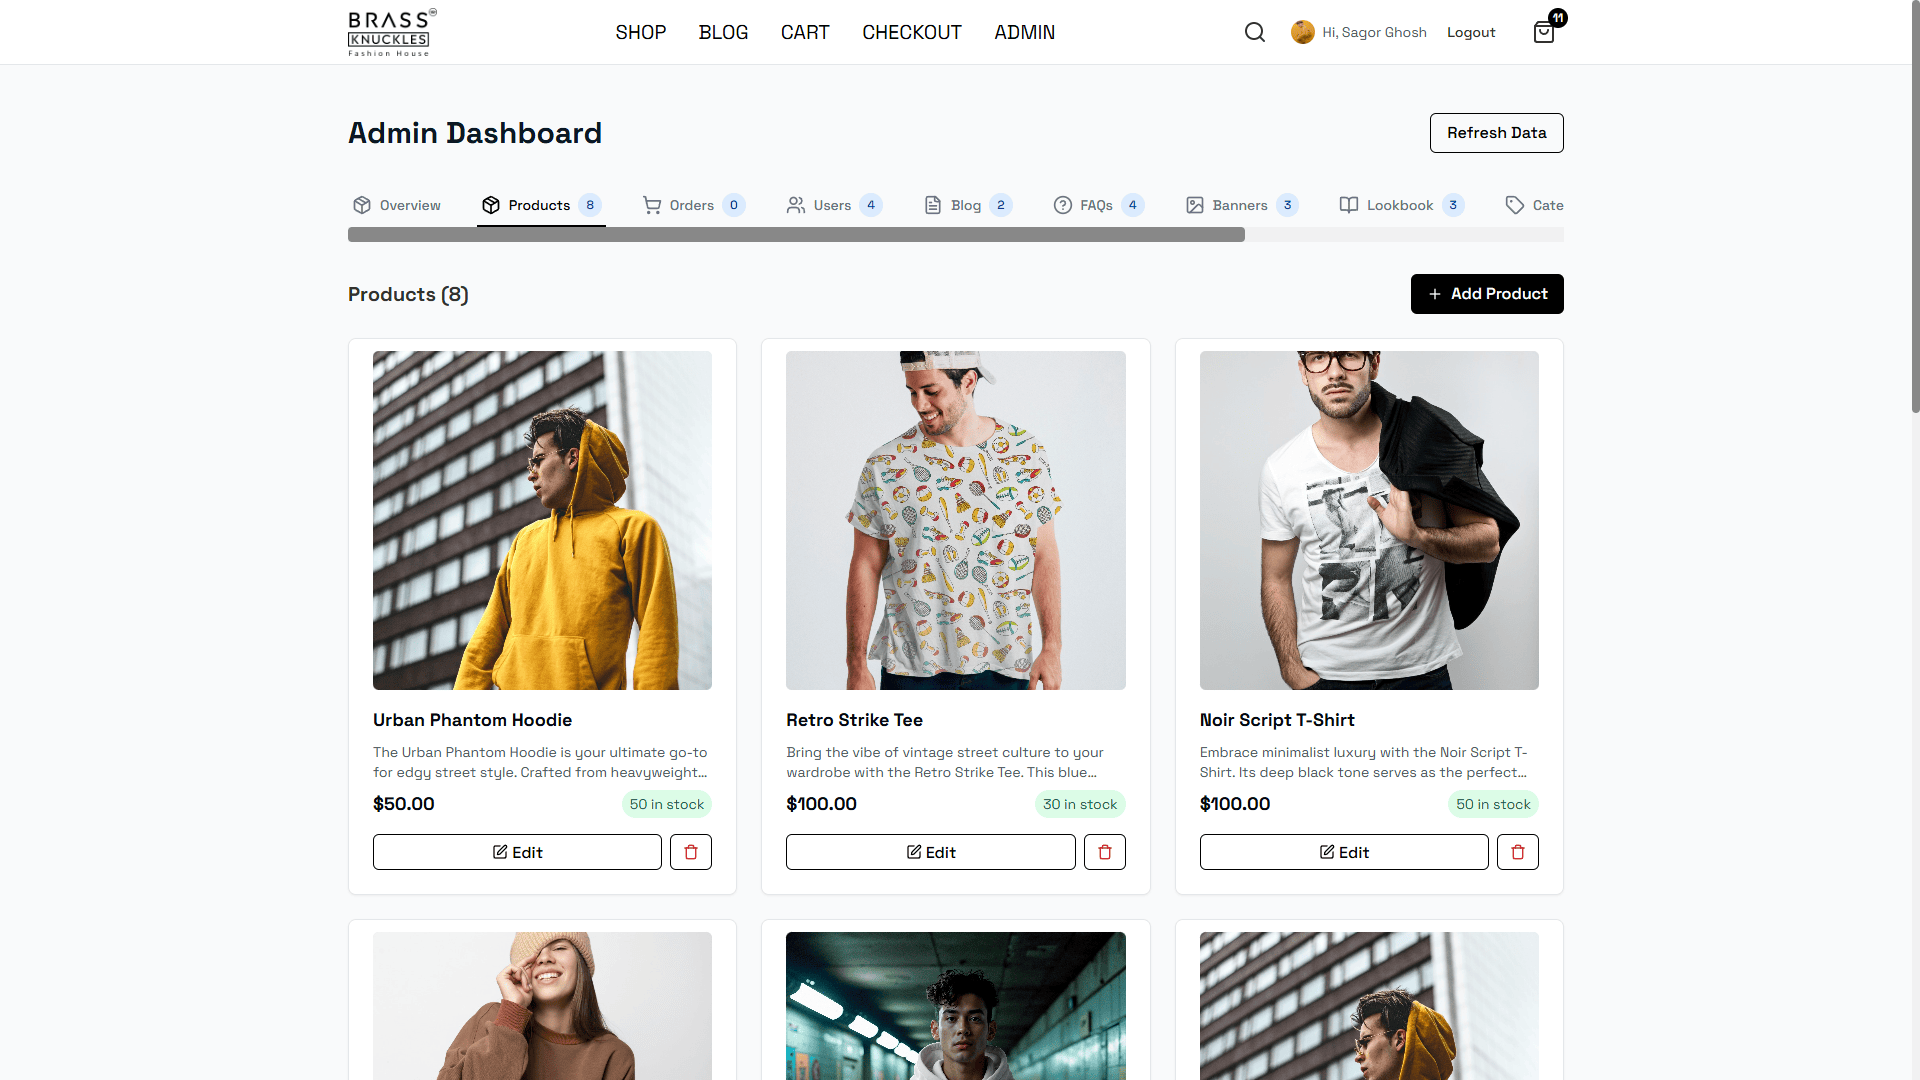 BRASS
KNUCKLES
Fashion House
SHOP BLOG CART CHECKOUT ADMIN
Hi, Sagor Ghosh Logout 11
Admin Dashboard
Refresh Data
Overview Products 8 Orders 0 Users 4 Blog 2 FAQs 4 Banners 3 Lookbook 3 Cate
Products (8)
+ Add Product
Urban Phantom Hoodie
The Urban Phantom Hoodie is your ultimate go-to
for edgy street style. Crafted from heavyweight...
$50.00 50 in stock
Edit
Retro Strike Tee
Bring the vibe of vintage street culture to your
wardrobe with the Retro Strike Tee. This blue...
$100.00 30 in stock
Edit
Noir Script T-Shirt
Embrace minimalist luxury with the Noir Script T-
Shirt. Its deep black tone serves as the perfect...
$100.00 50 in stock
Edit